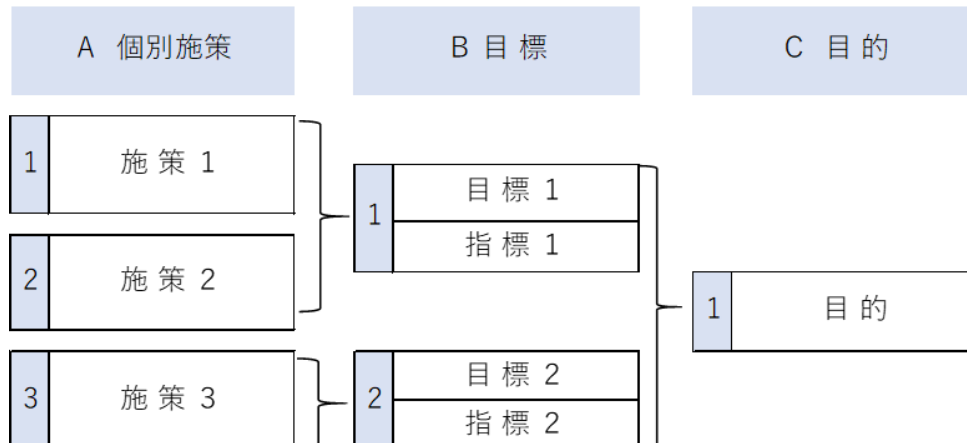 A 個別施策
B 目標
C 目的
1 施策 1
2 施策 2
3 施策 3
1 目標 1
指標 1
2 目標 2
指標 2
1 目的